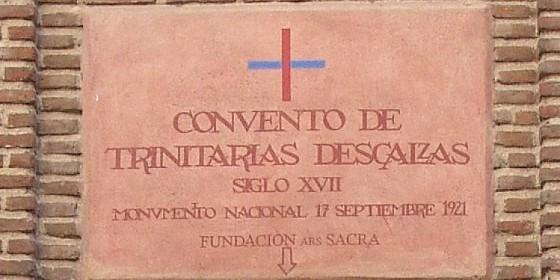 CONVENTO DE
TRINITARIAS DESCALZAS
SIGLO XVII
MONVMENTO NACIONAL 17 SEPTIEMBRE 1921
FUNDACIÓN ARS SACRA